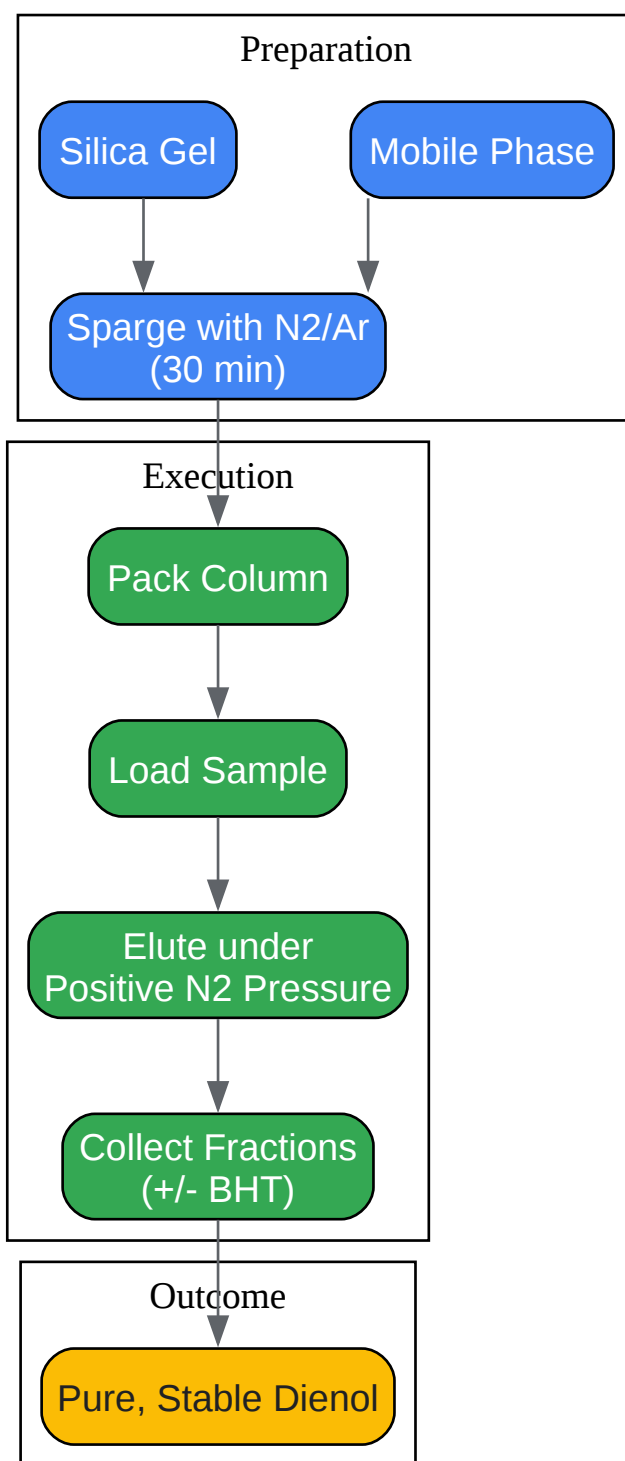 Preparation
Silica Gel
Mobile Phase
Sparge with N2/Ar
(30 min)
Execution
Pack Column
Load Sample
Elute under
Positive N2 Pressure
Collect Fractions
(+/- BHT)
Outcome
Pure, Stable Dienol